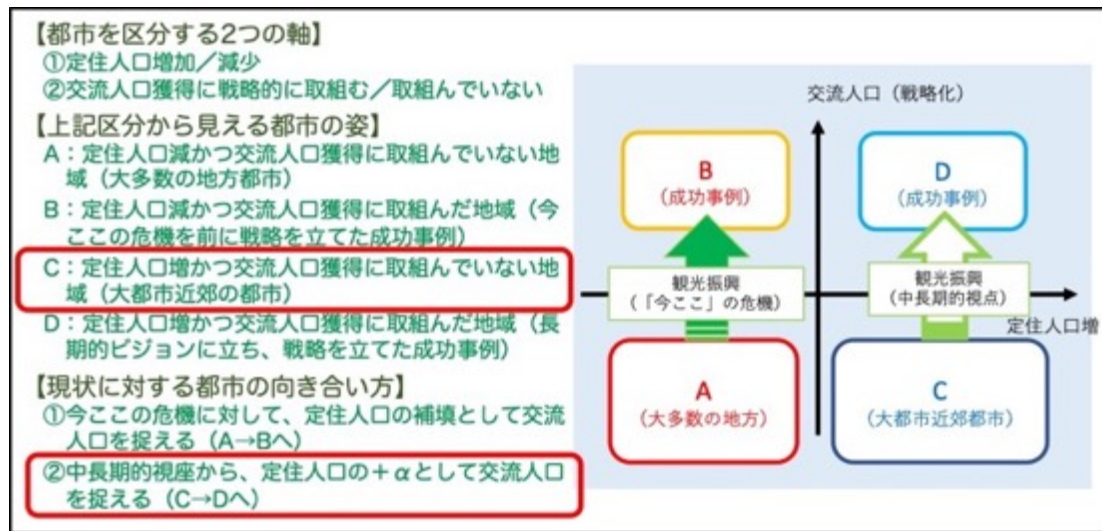 【都市を区分する2つの軸】
①定住人口増加／減少
②交流人口獲得に戦略的に取組む／取組んでいない
【上記区分から見える都市の姿】
A：定住人口減かつ交流人口獲得に取組んでいない地
域（大多数の地方都市）
B：定住人口減かつ交流人口獲得に取組んだ地域（今
ここの危機を前に戦略を立てた成功事例）
C：定住人口増かつ交流人口獲得に取組んでいない地
域（大都市近郊の都市）
D：定住人口増かつ交流人口獲得に取組んだ地域（長
期的ビジョンに立ち、戦略を立てた成功事例）
【現状に対する都市の向き合い方】
①今ここの危機に対して、定住人口の補填として交流
人口を捉える（A→Bへ）
②中長期的視座から、定住人口の＋αとして交流人口
を捉える（C→Dへ）
交流人口（戦略化）
B
（成功事例）
D
（成功事例）
観光振興
（「今ここ」の危機）
観光振興
（中長期的視点）
定住人口増
A
（大多数の地方）
C
（大都市近郊都市）